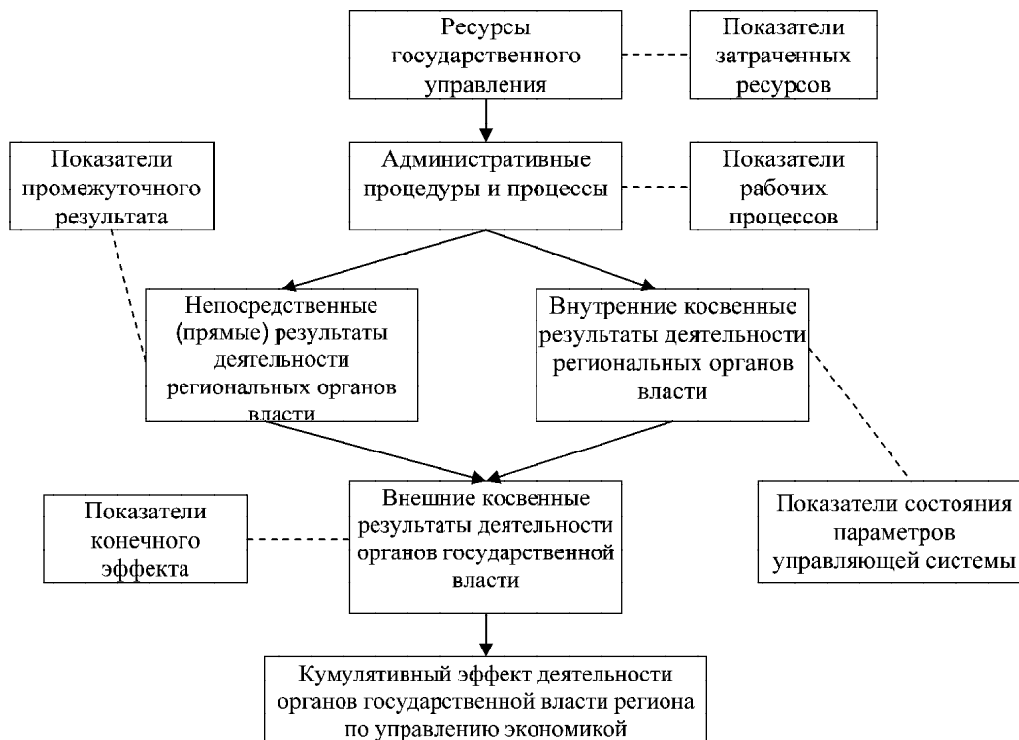 Ресурсы
государственного
управления
Показатели
затраченных
ресурсов
Показатели
промежуточного
результата
Административные
процедуры и процессы
Показатели
рабочих
процессов
Непосредственные
(прямые) результаты
деятельности
региональных органов
власти
Внутренние косвенные
результаты деятельности
региональных органов
власти
Показатели
конечного
эффекта
Внешние косвенные
результаты деятельности
органов государственной
власти
Показатели состояния
параметров
управляющей системы
Кумулятивный эффект деятельности
органов государственной власти региона
по управлению экономикой